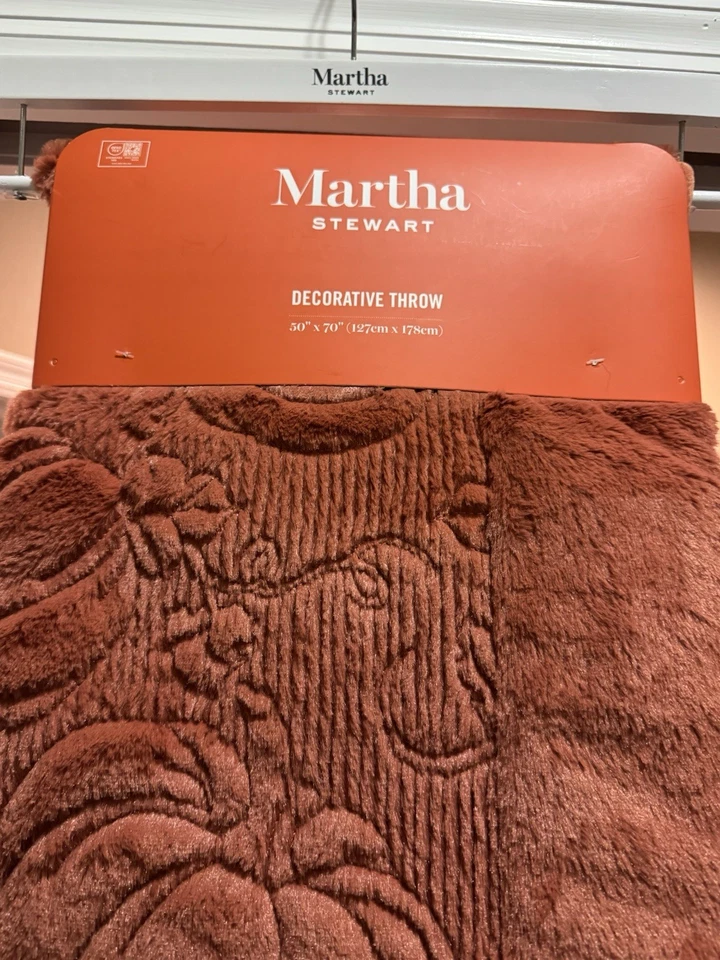 Martha
STEWART
Martha
STEWART
DECORATIVE THROW
50" x 70" (127cm x 178cm)